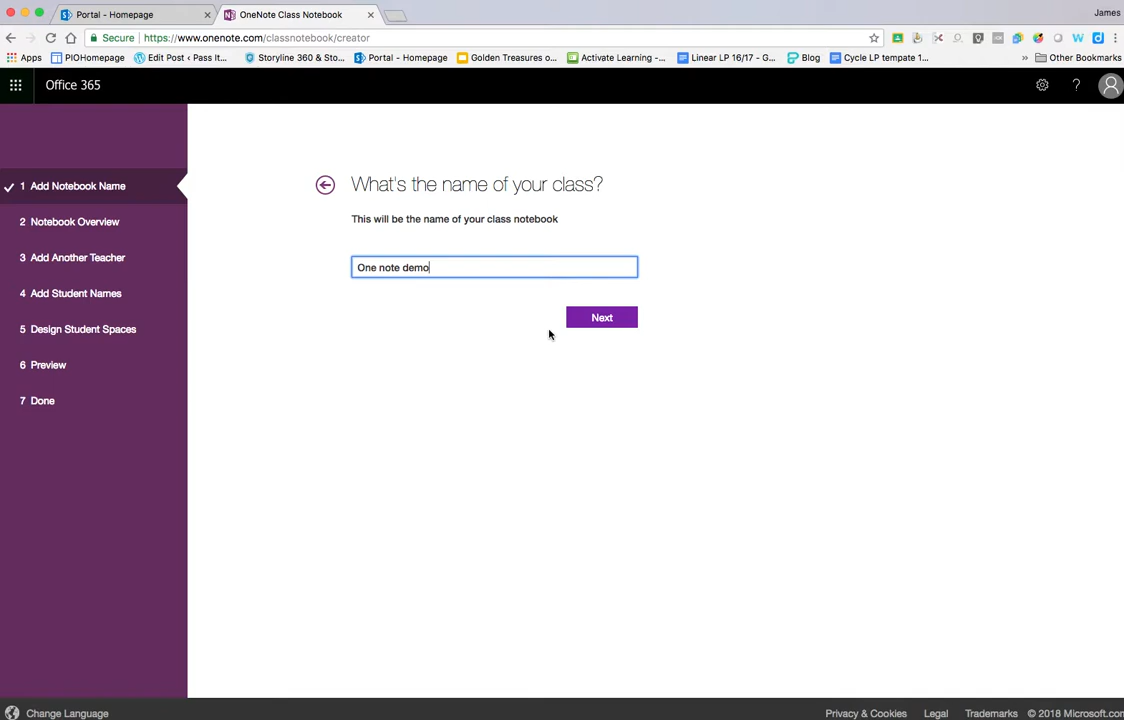 Portal - Homepage
OneNote Class Notebook
James
Secure
https://www.onenote.com/classnotebook/creator
Apps
PIOHomepage
Edit Post ‹ Pass It...
Storyline 360 & Sto...
Portal - Homepage
Golden Treasures o...
Activate Learning -...
Linear LP 16/17 - G...
Blog
Cycle LP tempate 1...
»
Other Bookmarks
Office 365
?
1 Add Notebook Name
2 Notebook Overview
3 Add Another Teacher
4 Add Student Names
5 Design Student Spaces
6 Preview
7 Done
What's the name of your class?
This will be the name of your class notebook
One note demo
Next
Change Language
Privacy & Cookies
Legal
Trademarks
© 2018 Microsoft.com